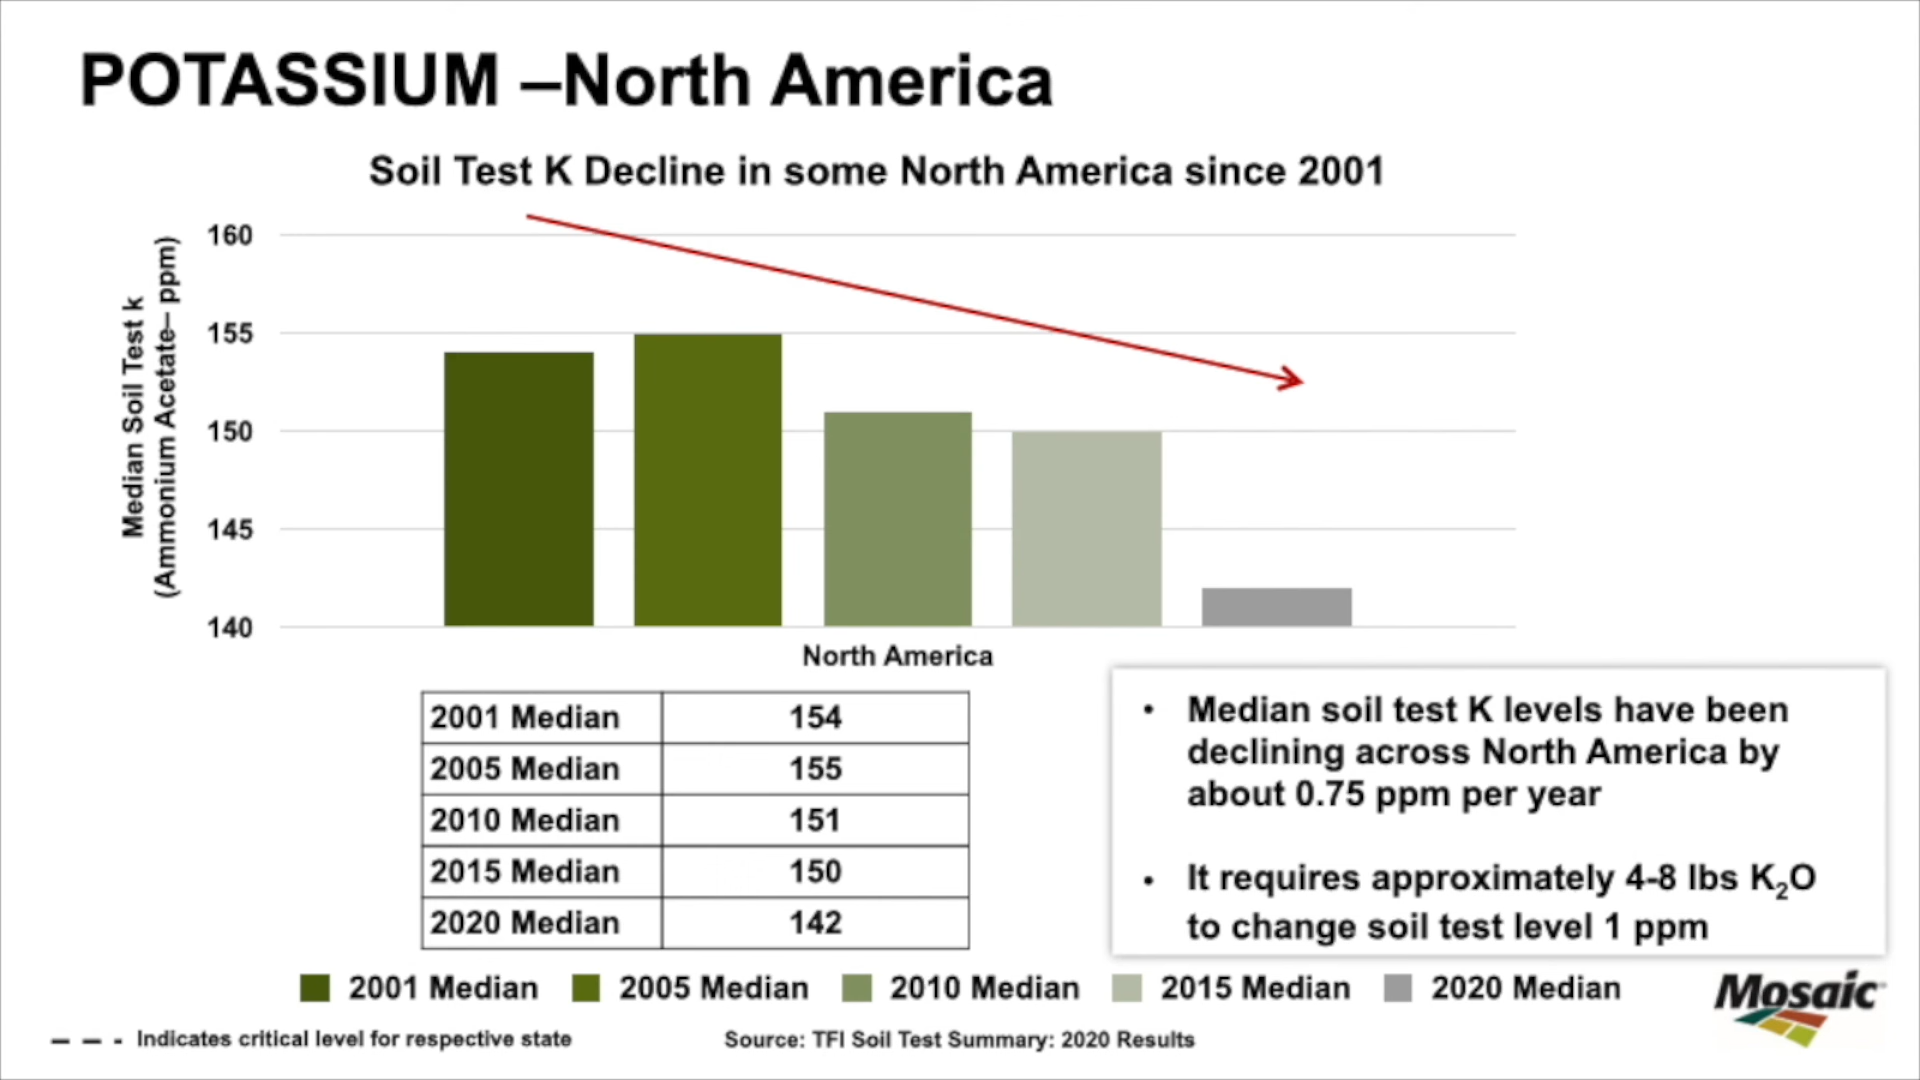 POTASSIUM –North America
Soil Test K Decline in some North America since 2001
Median Soil Test k
(Ammonium Acetate– ppm)
160
155
150
145
140
North America
2001 Median 154
2005 Median 155
2010 Median 151
2015 Median 150
2020 Median 142
• Median soil test K levels have been
declining across North America by
about 0.75 ppm per year
• It requires approximately 4-8 lbs K₂O
to change soil test level 1 ppm
2001 Median 2005 Median 2010 Median 2015 Median 2020 Median
Mosaic
Indicates critical level for respective state
Source: TFI Soil Test Summary: 2020 Results